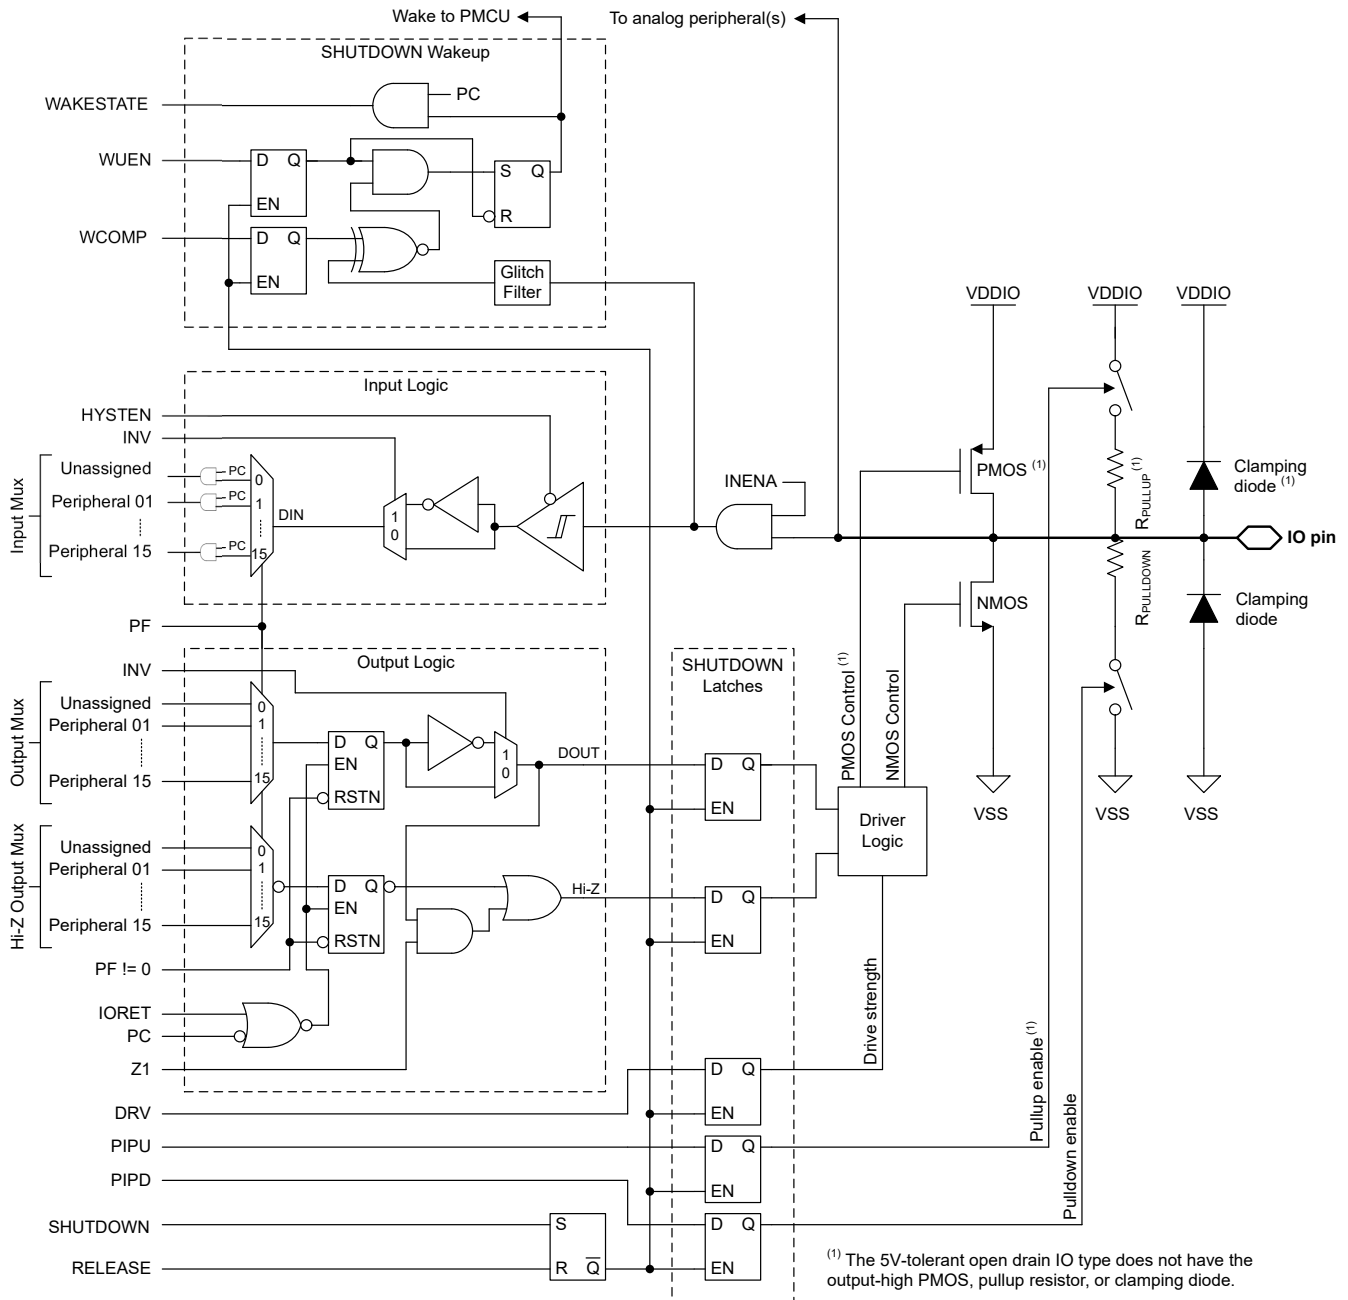 Wake to PMCU
To analog peripheral(s)
SHUTDOWN Wakeup
WAKESTATE
PC
WUEN
D Q
EN
S Q
R
WCOMP
D Q
EN
Glitch
Filter
VDDIO
VDDIO
VDDIO
Input Logic
HYSTEN
INV
Input Mux
Unassigned
PC
0
Peripheral 01
PC
1
Peripheral 15
PC
15
DIN
1
0
INENA
PMOS (1)
RPULLUP (1)
Clamping
diode (1)
IO pin
RPULLDOWN
NMOS
Clamping
diode
PF
Output Logic
INV
Output Mux
Unassigned
0
Peripheral 01
1
Peripheral 15
15
D Q
EN
RSTN
1
0
DOUT
SHUTDOWN
Latches
D Q
EN
PMOS Control (1)
NMOS Control
VSS
VSS
VSS
Driver
Logic
Hi-Z Output Mux
Unassigned
0
Peripheral 01
1
Peripheral 15
15
D Q
EN
RSTN
Hi-Z
D Q
EN
PF != 0
IORET
PC
Z1
Drive strength
D Q
EN
DRV
Pullup enable (1)
Pulldown enable
PIPU
D Q
EN
PIPD
SHUTDOWN
S
R Q
RELEASE
D Q
EN
(1) The 5V-tolerant open drain IO type does not have the
output-high PMOS, pullup resistor, or clamping diode.